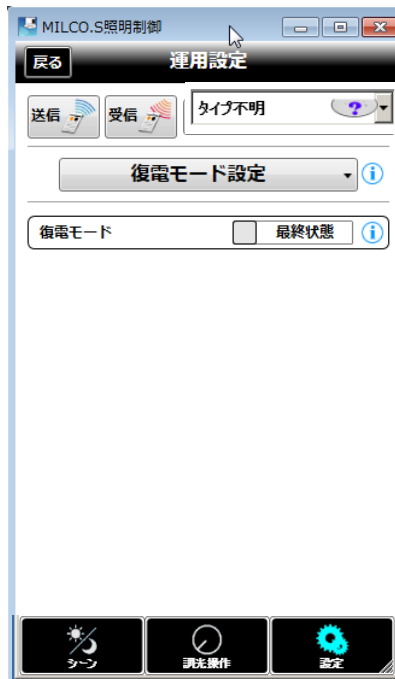 MILCO.S照明制御
戻る 運用設定
送信 受信 タイプ不明 ?
復電モード設定 i
復電モード 最終状態 i
シーン 調光操作 設定